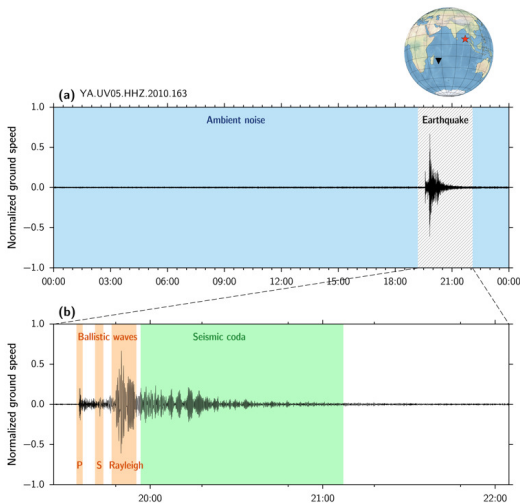 (a) YA.UV05.HHZ.2010.163
Normalized ground speed
1.0
0.5
0.0
−0.5
−1.0
Ambient noise
Earthquake
00:00 03:00 06:00 09:00 12:00 15:00 18:00 21:00 00:00
(b)
Normalized ground speed
1.0
0.5
0.0
−0.5
−1.0
Ballistic waves
Seismic coda
P S Rayleigh
20:00 21:00 22:00